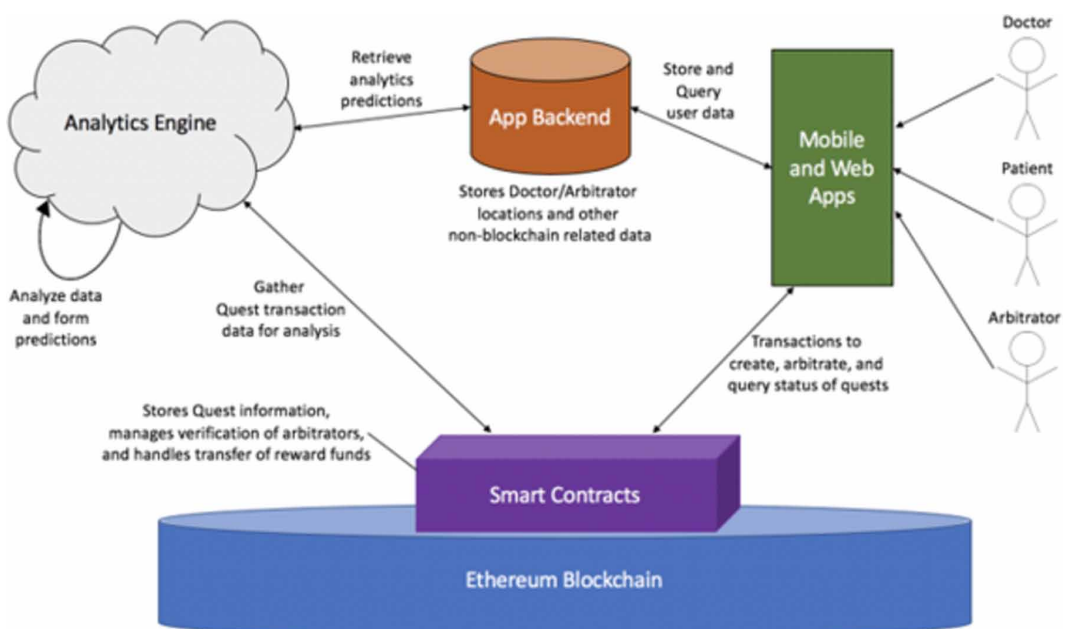 Doctor
Retrieve
analytics
predictions
Store and
Query
user data
Analytics Engine
App Backend
Mobile
and Web
Apps
Patient
Stores Doctor/Arbitrator
locations and other
non-blockchain related data
Analyze data
and form
predictions
Gather
Quest transaction
data for analysis
Arbitrator
Transactions to
create, arbitrate, and
query status of quests
Stores Quest information,
manages verification of arbitrators,
and handles transfer of reward funds
Smart Contracts
Ethereum Blockchain